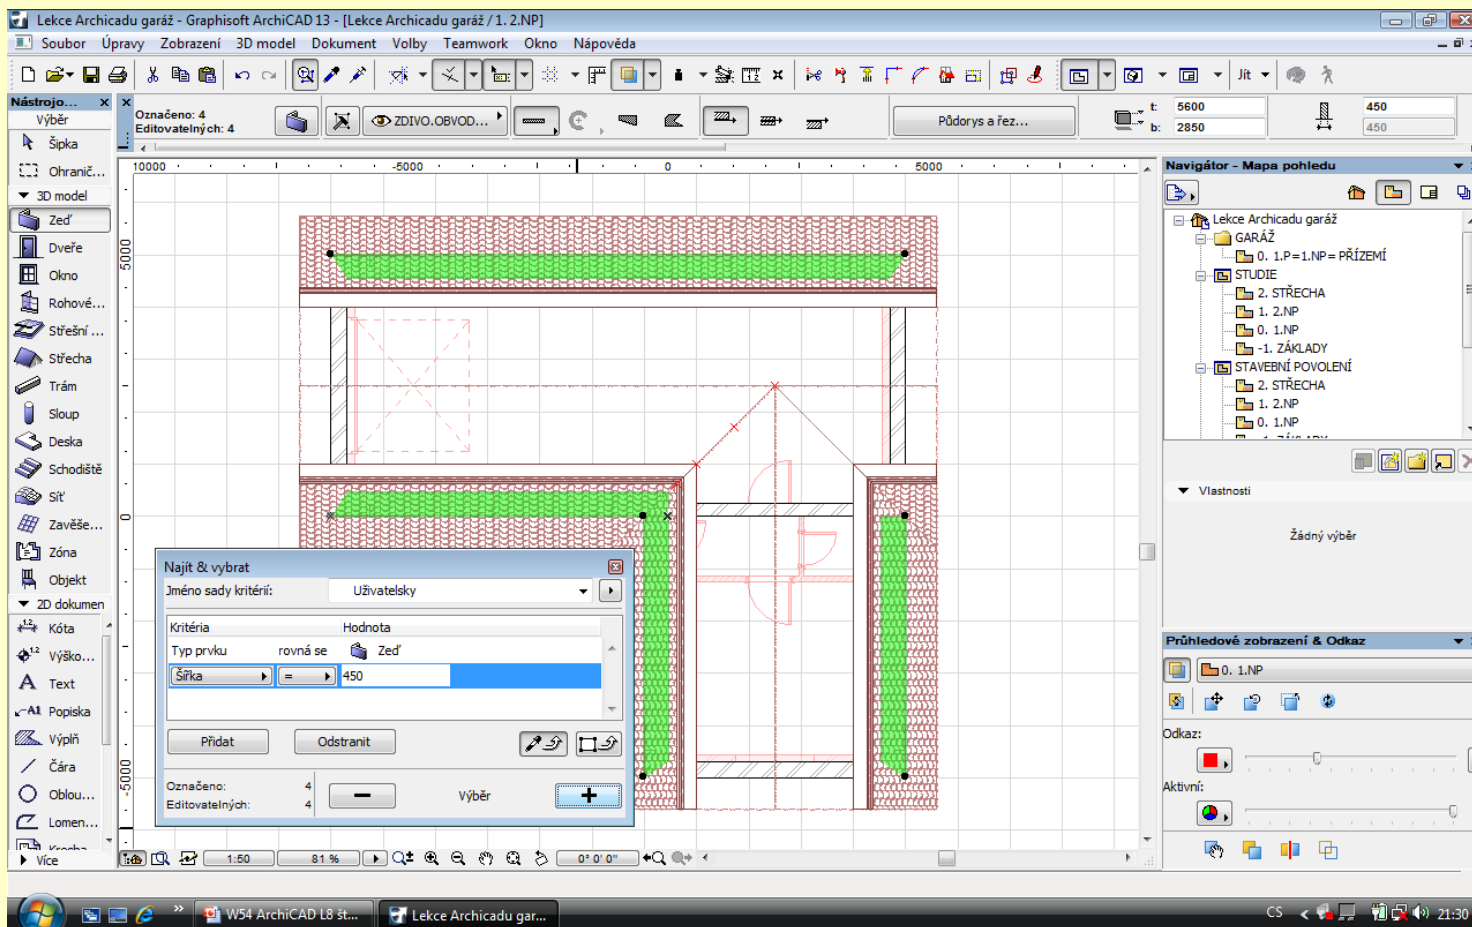 Lekce Archicadu garáž - Graphisoft ArchiCAD 13 - [Lekce Archicadu garáž / 1. 2.NP]
Soubor Úpravy Zobrazení 3D model Dokument Volby Teamwork Okno Nápověda
Jít
Nástrojo...
Výběr
Šipka
Ohranič...
3D model
Zeď
Dveře
Okno
Rohové...
Střešní ...
Střecha
Trám
Sloup
Deska
Schodiště
Síť
Zavěše...
Zóna
Objekt
2D dokumen
Kóta
Výško...
Text
Popiska
Výplň
Čára
Oblou...
Lomen...
Více
Označeno: 4
Editovatelných: 4
ZDIVO.OBVOD...
Půdorys a řez...
t: 5600
b: 2850
450
450
10000 -5000 0 5000
5000
0
-5000
Najít & vybrat
Jméno sady kritérií: Uživatelsky
Kritéria Hodnota
Typ prvku rovná se Zeď
Šířka = 450
Přidat Odstranit
Označeno: 4
Editovatelných: 4
Výběr
1:50 81 % 0° 0' 0"
Navigátor - Mapa pohledu
Lekce Archicadu garáž
GARÁŽ
0. 1.P=1.NP= PŘÍZEMÍ
STUDIE
2. STŘECHA
1. 2.NP
0. 1.NP
-1. ZÁKLADY
STAVEBNÍ POVOLENÍ
2. STŘECHA
1. 2.NP
0. 1.NP
Vlastnosti
Žádný výběr
Průhledové zobrazení & Odkaz
0. 1.NP
Odkaz:
Aktivní:
W54 ArchiCAD L8 št...
Lekce Archicadu gar...
CS
21:30